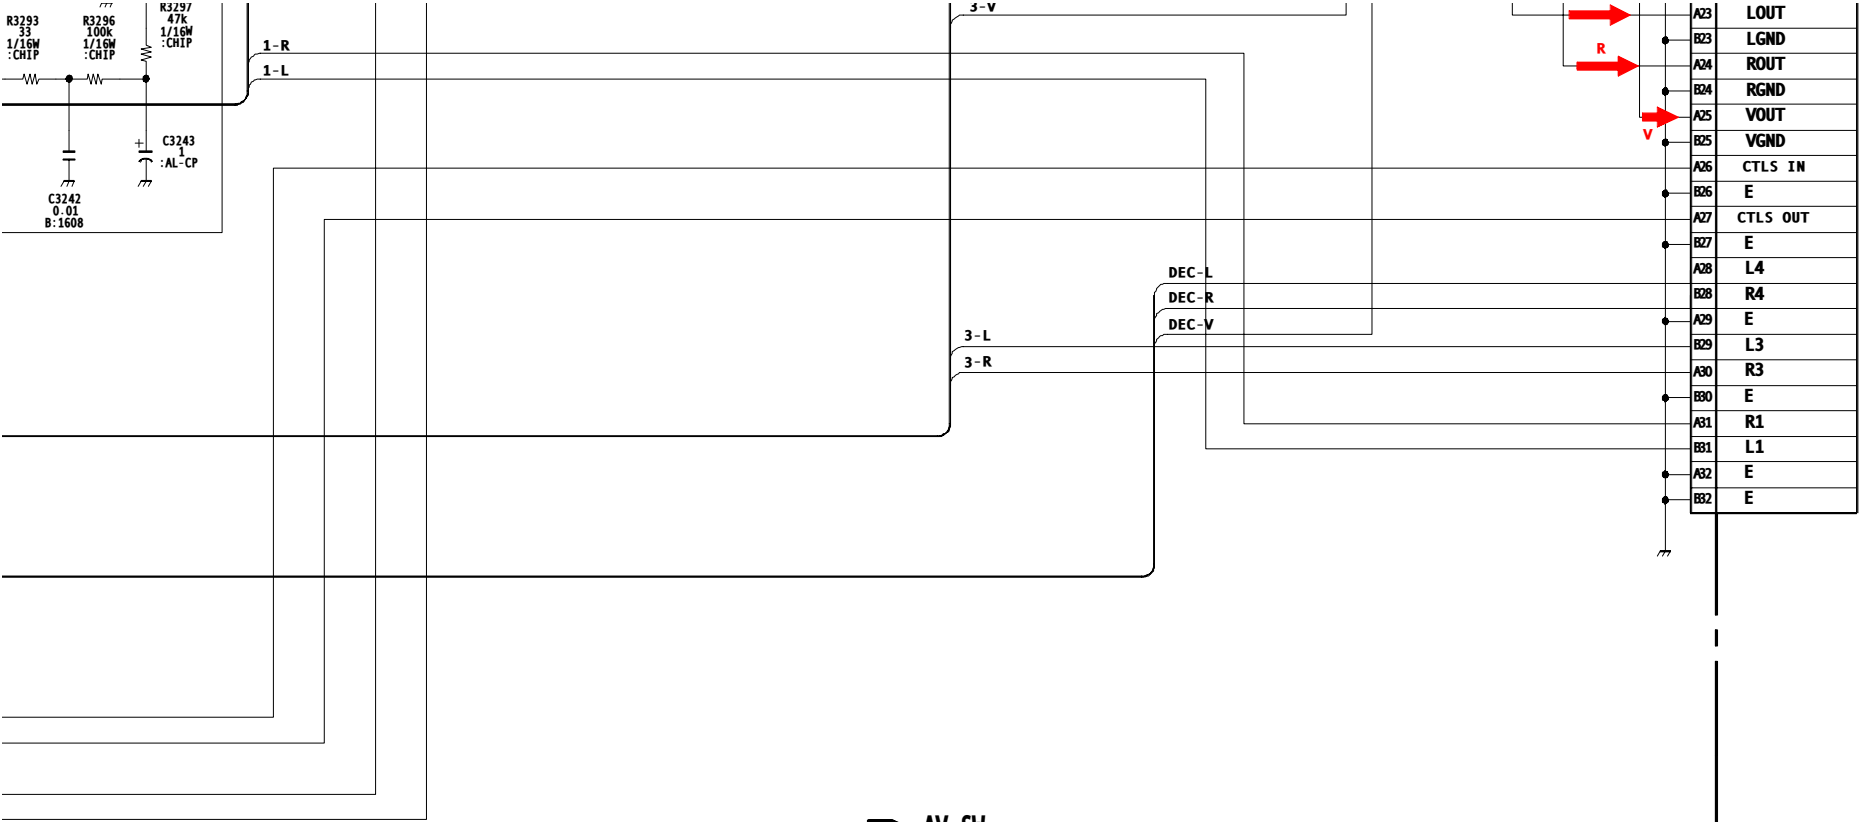 R3293
33
1/16W
:CHIP
R3296
100k
1/16W
:CHIP
R3297
47k
1/16W
:CHIP
1-R
1-L
+
C3243
1
:AL-CP
C3242
0.01
B:1608
3-V
DEC-L
DEC-R
DEC-V
3-L
3-R
R
V
A23 LOUT
B23 LGND
A24 ROUT
B24 RGND
A25 VOUT
B25 VGND
A26 CTLS IN
B26 E
A27 CTLS OUT
B27 E
A28 L4
B28 R4
A29 E
B29 L3
A30 R3
B30 E
A31 R1
B31 L1
A32 E
B32 E
AV SW